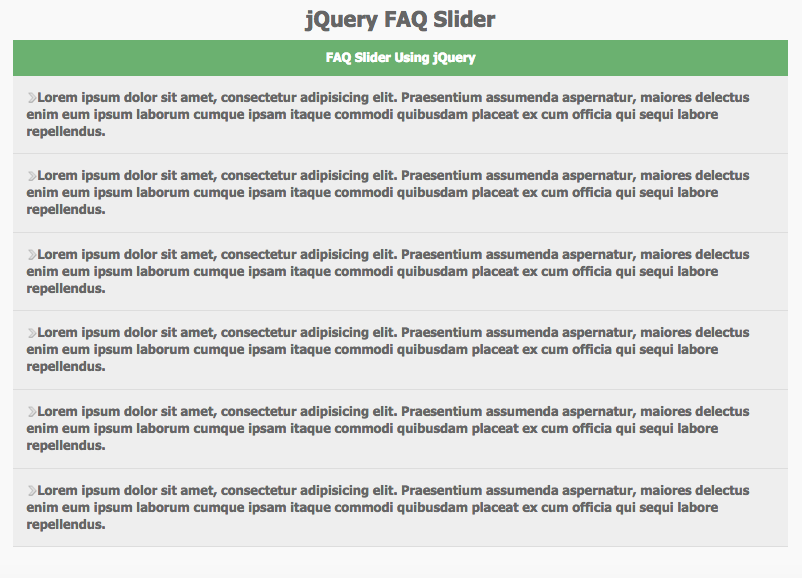 jQuery FAQ Slider
FAQ Slider Using jQuery
Lorem ipsum dolor sit amet, consectetur adipisicing elit. Praesentium assumenda aspernatur, maiores delectus
enim eum ipsum laborum cumque ipsam itaque commodi quibusdam placeat ex cum officia qui sequi labore
repellendus.
Lorem ipsum dolor sit amet, consectetur adipisicing elit. Praesentium assumenda aspernatur, maiores delectus
enim eum ipsum laborum cumque ipsam itaque commodi quibusdam placeat ex cum officia qui sequi labore
repellendus.
Lorem ipsum dolor sit amet, consectetur adipisicing elit. Praesentium assumenda aspernatur, maiores delectus
enim eum ipsum laborum cumque ipsam itaque commodi quibusdam placeat ex cum officia qui sequi labore
repellendus.
Lorem ipsum dolor sit amet, consectetur adipisicing elit. Praesentium assumenda aspernatur, maiores delectus
enim eum ipsum laborum cumque ipsam itaque commodi quibusdam placeat ex cum officia qui sequi labore
repellendus.
Lorem ipsum dolor sit amet, consectetur adipisicing elit. Praesentium assumenda aspernatur, maiores delectus
enim eum ipsum laborum cumque ipsam itaque commodi quibusdam placeat ex cum officia qui sequi labore
repellendus.
Lorem ipsum dolor sit amet, consectetur adipisicing elit. Praesentium assumenda aspernatur, maiores delectus
enim eum ipsum laborum cumque ipsam itaque commodi quibusdam placeat ex cum officia qui sequi labore
repellendus.